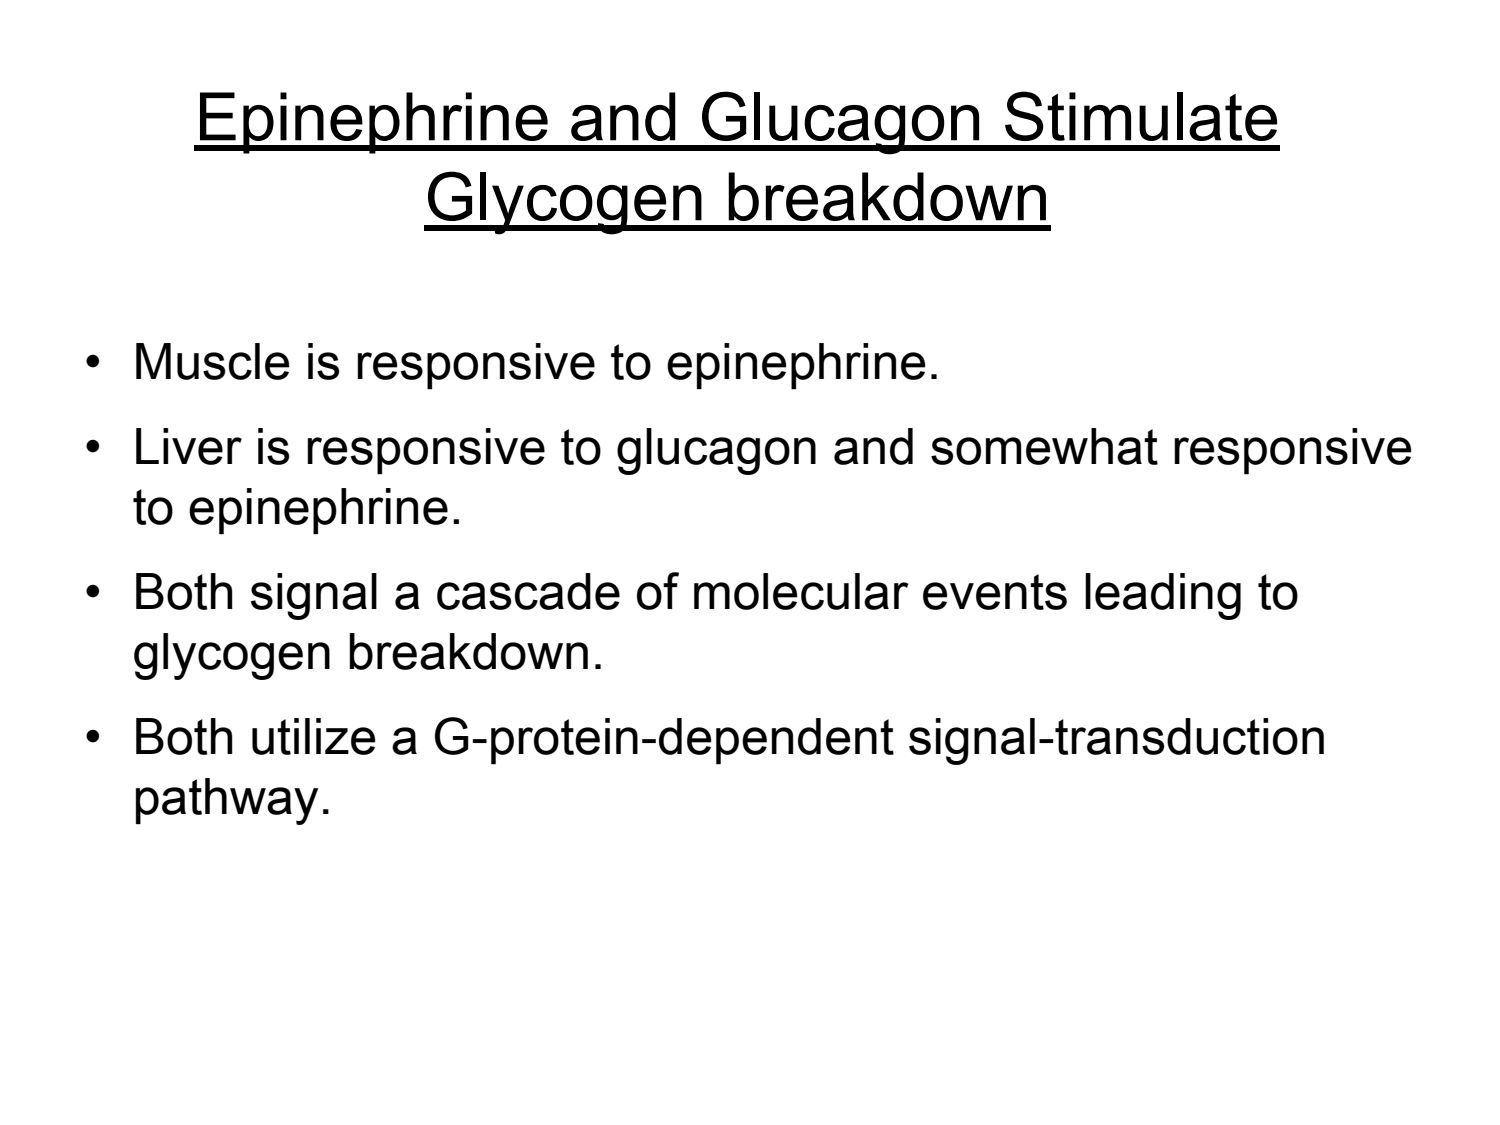 Epinephrine and Glucagon Stimulate
Glycogen breakdown
• Muscle is responsive to epinephrine.
• Liver is responsive to glucagon and somewhat responsive
to epinephrine.
• Both signal a cascade of molecular events leading to
glycogen breakdown.
• Both utilize a G-protein-dependent signal-transduction
pathway.